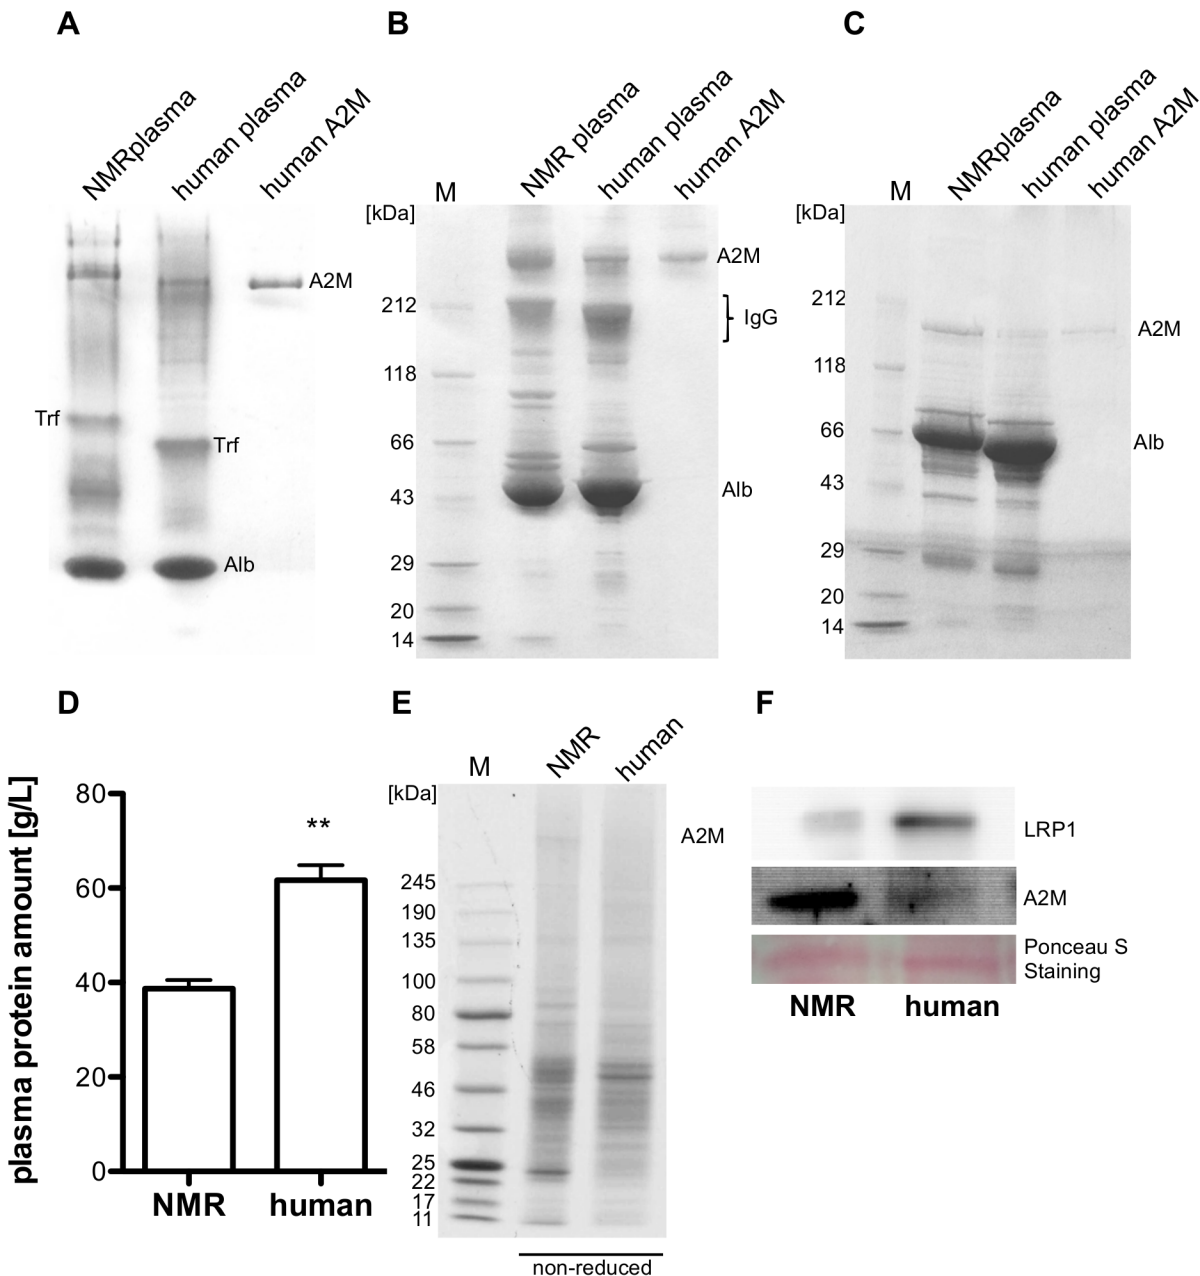 A
NMRplasma
human plasma
human A2M
A2M
Trf
Trf
Alb
B
[kDa]
M
NMR plasma
human plasma
human A2M
A2M
212
IgG
118
66
43
Alb
29
20
14
C
[kDa]
M
NMRplasma
human plasma
human A2M
212
A2M
118
66
Alb
43
29
20
14
D
plasma protein amount [g/L]
80
60
40
20
0
**
NMR
human
E
[kDa]
M
NMR
human
A2M
245
190
135
100
80
58
46
32
25
22
17
11
non-reduced
F
LRP1
A2M
Ponceau S
Staining
NMR
human